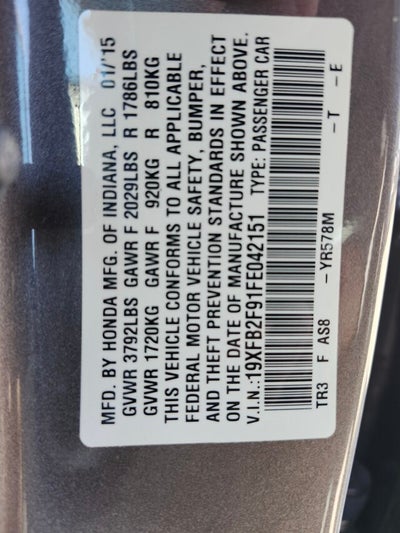 MFD. BY HONDA MFG. OF INDIANA, LLC 01/15
GVWR 3792LBS GAWR F 2029LBS R 1786LBS
GVWR 1720KG GAWR F 920KG R 810KG
THIS VEHICLE CONFORMS TO ALL APPLICABLE
FEDERAL MOTOR VEHICLE SAFETY, BUMPER,
AND THEFT PREVENTION STANDARDS IN EFFECT
ON THE DATE OF MANUFACTURE SHOWN ABOVE.
V.I.N.:19XFB2F91FE042151 TYPE: PASSENGER CAR
TR3 F AS8 -YR578M -T -E